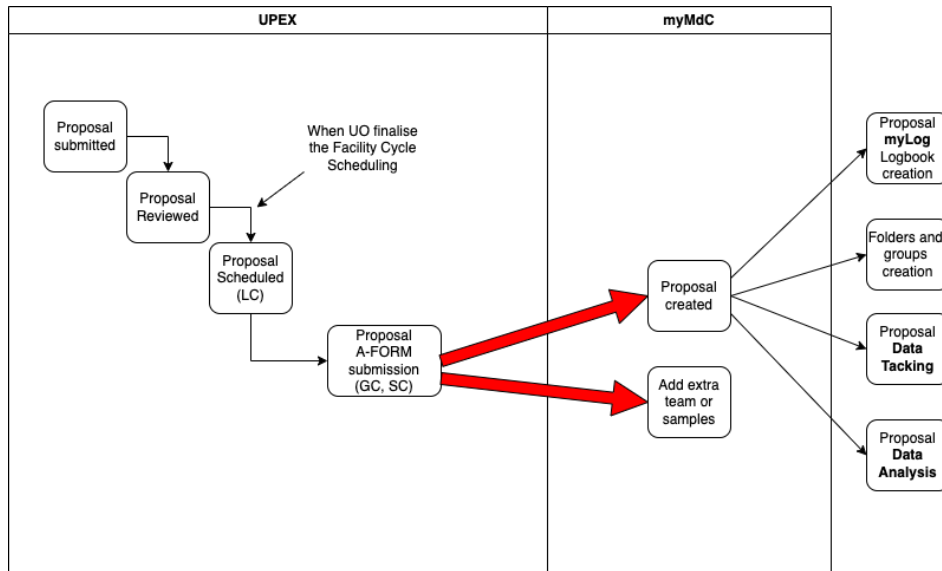 UPEX
myMdC
Proposal
submitted
When UO finalise
the Facility Cycle
Scheduling
Proposal
Reviewed
Proposal
Scheduled
(LC)
Proposal
A-FORM
submission
(GC, SC)
Proposal
created
Add extra
team or
samples
Proposal
myLog
Logbook
creation
Folders and
groups
creation
Proposal
Data
Tacking
Proposal
Data
Analysis